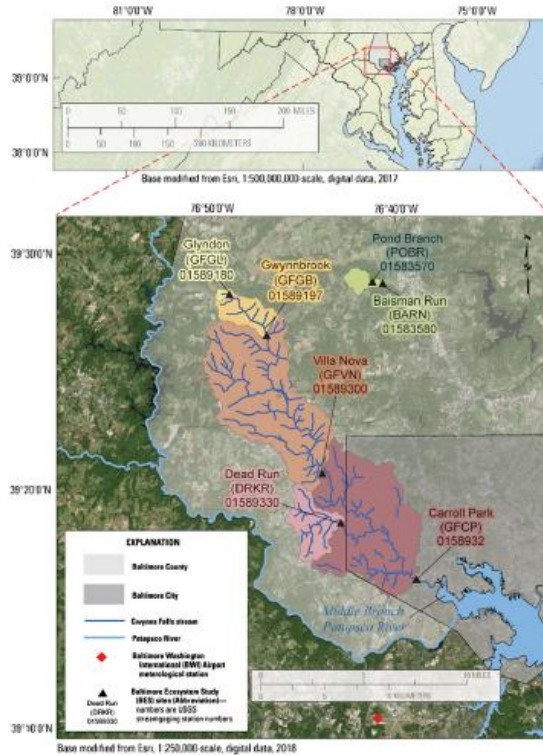 81°0'0"W
78°0'0"W
75°0'0"W
39°0'0"N
38°0'0"N
0 50 100 150 200 MILES
0 50 100 150 200 KILOMETERS
Base modified from Esri, 1:500,000,000-scale, digital data, 2017
76°50'0"W
76°40'0"W
39°30'0"N
Glyndon
(GFGL)
01589180
Gwynnbrook
(GFGB)
01589197
Pond Branch
(POBR)
01583570
Baisman Run
(BARN)
01583580
Villa Nova
(GFVN)
01589300
39°20'0"N
Dead Run
(DRKR)
01589330
Carroll Park
(GFCP)
0158932
EXPLANATION
Baltimore County
Baltimore City
Gwynns Falls stream
Patapsco River
Baltimore Washington
International (BWI) Airport
meterological station
Baltimore Ecosystem Study
(BES) sites (Abbreviation)—
numbers are USGS
streamgaging station numbers
Dead Run
(DRKR)
01589330
Middle Branch
Patapsco River
MILES
KILOMETERS
39°10'0"N
Base modified from Esri, 1:250,000-scale, digital data, 2018